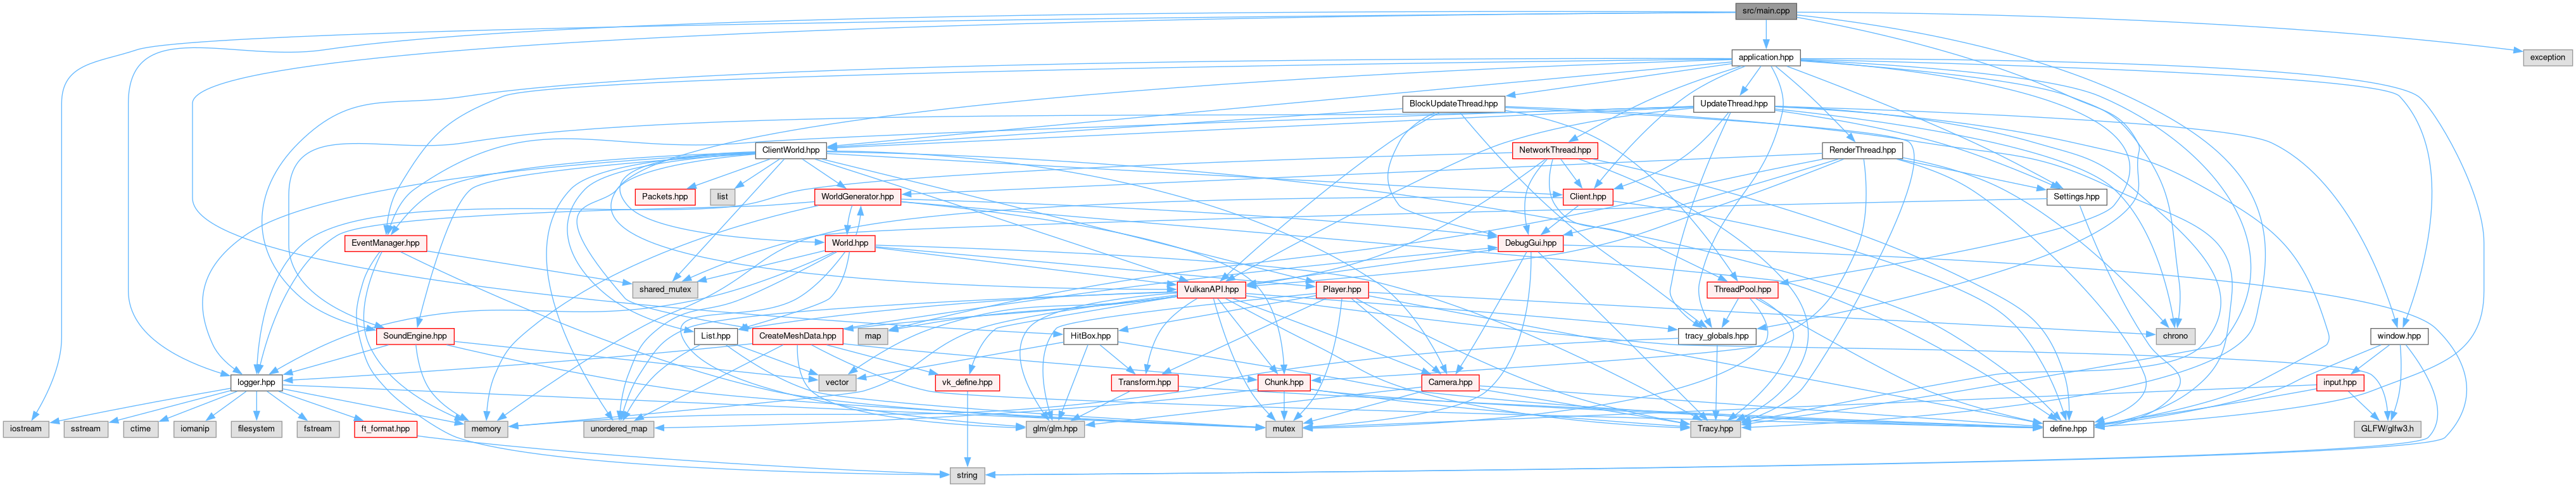 src/main.cpp
application.hpp
exception
BlockUpdateThread.hpp
UpdateThread.hpp
ClientWorld.hpp
NetworkThread.hpp
RenderThread.hpp
Packets.hpp
list
WorldGenerator.hpp
Client.hpp
Settings.hpp
EventManager.hpp
World.hpp
DebugGui.hpp
shared_mutex
VulkanAPI.hpp
Player.hpp
ThreadPool.hpp
SoundEngine.hpp
List.hpp
CreateMeshData.hpp
map
HitBox.hpp
tracy_globals.hpp
chrono
window.hpp
logger.hpp
vector
vk_define.hpp
Transform.hpp
Chunk.hpp
Camera.hpp
input.hpp
iostream
sstream
ctime
iomanip
filesystem
fstream
ft_format.hpp
memory
unordered_map
glm/glm.hpp
mutex
Tracy.hpp
define.hpp
GLFW/glfw3.h
string